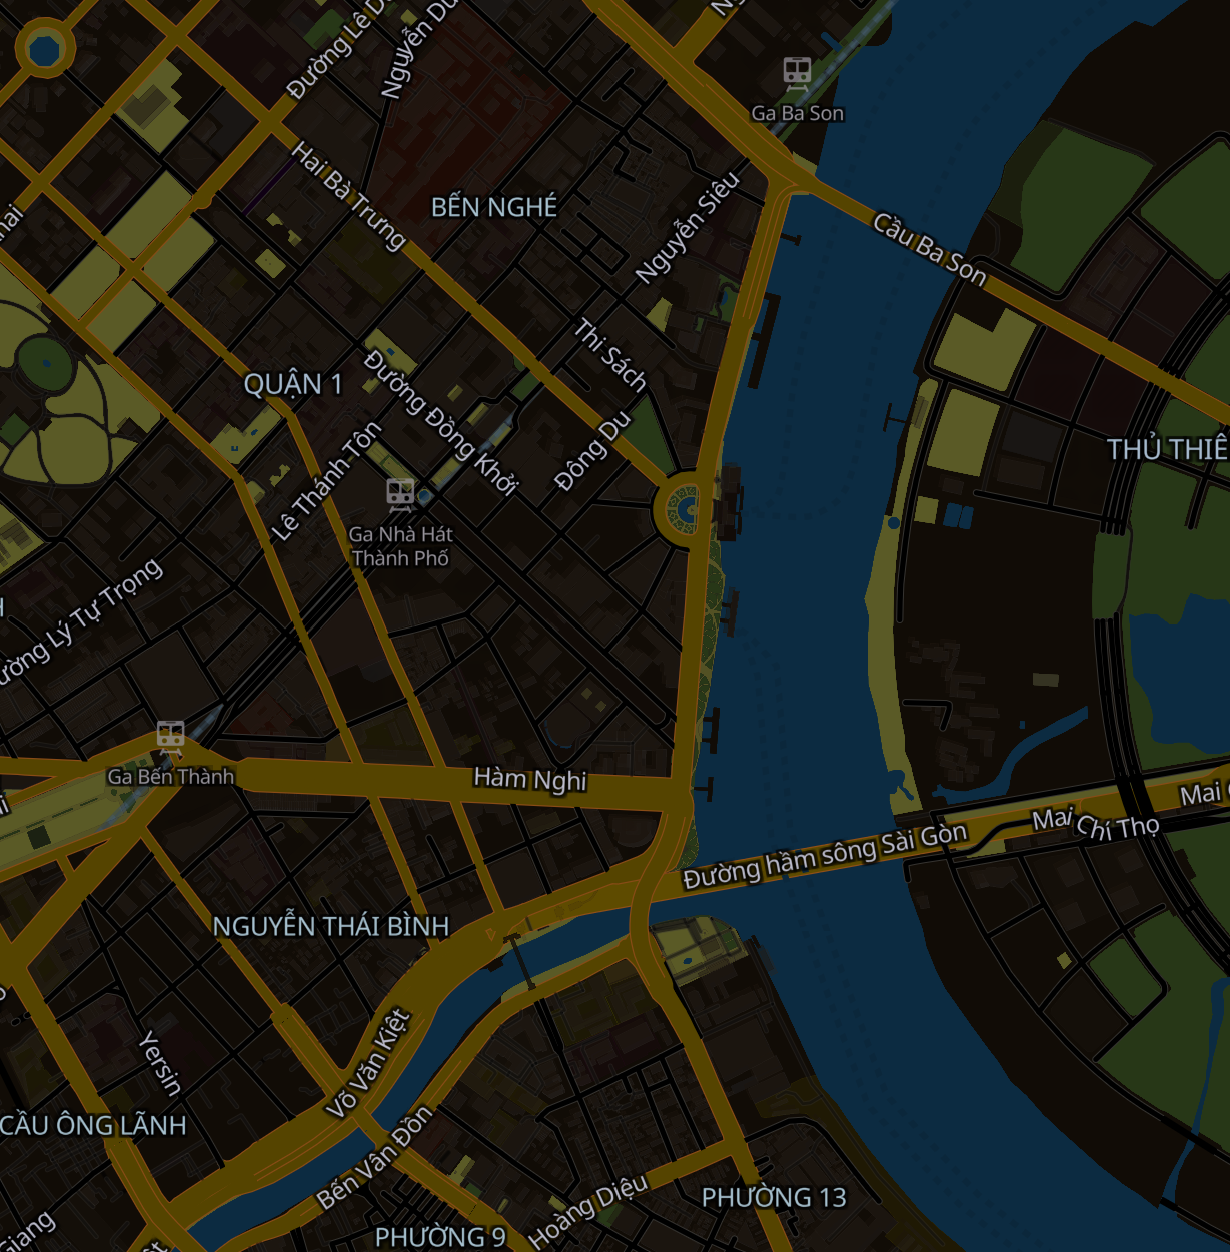 Đường Lê D
Nguyễn Du
Ga Ba Son
Hai Bà Trưng
BẾN NGHÉ
Nguyễn Siêu
Cầu Ba Son
Thi Sách
QUẬN 1
Đường Đồng Khởi
THỦ THIÊ
Đông Du
Lê Thánh Tôn
Ga Nhà Hát
Thành Phố
ường Lý Tự Trọng
Ga Bến Thành
Hàm Nghi
Mai Chí Thọ
Mai
Đường hầm sông Sài Gòn
NGUYỄN THÁI BÌNH
Yersin
Võ Văn Kiệt
CẦU ÔNG LÃNH
Bến Vân Đồn
Hoàng Diệu
PHƯỜNG 13
PHƯỜNG 9
Giang